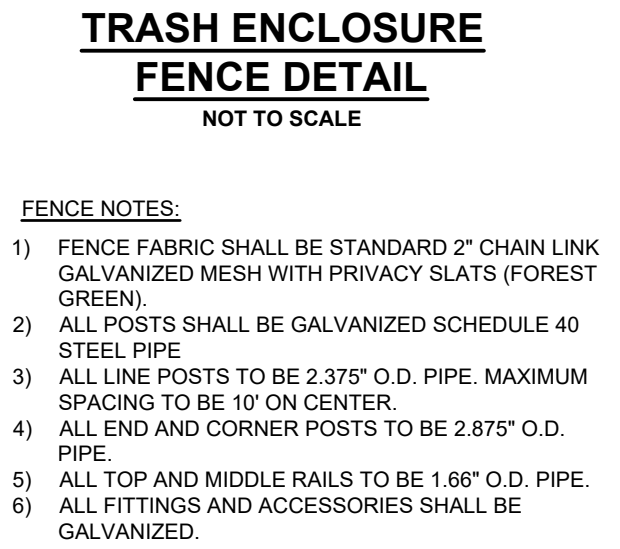 TRASH ENCLOSURE
FENCE DETAIL
NOT TO SCALE
FENCE NOTES:
1) FENCE FABRIC SHALL BE STANDARD 2" CHAIN LINK
GALVANIZED MESH WITH PRIVACY SLATS (FOREST
GREEN).
2) ALL POSTS SHALL BE GALVANIZED SCHEDULE 40
STEEL PIPE
3) ALL LINE POSTS TO BE 2.375" O.D. PIPE. MAXIMUM
SPACING TO BE 10' ON CENTER.
4) ALL END AND CORNER POSTS TO BE 2.875" O.D.
PIPE.
5) ALL TOP AND MIDDLE RAILS TO BE 1.66" O.D. PIPE.
6) ALL FITTINGS AND ACCESSORIES SHALL BE
GALVANIZED.